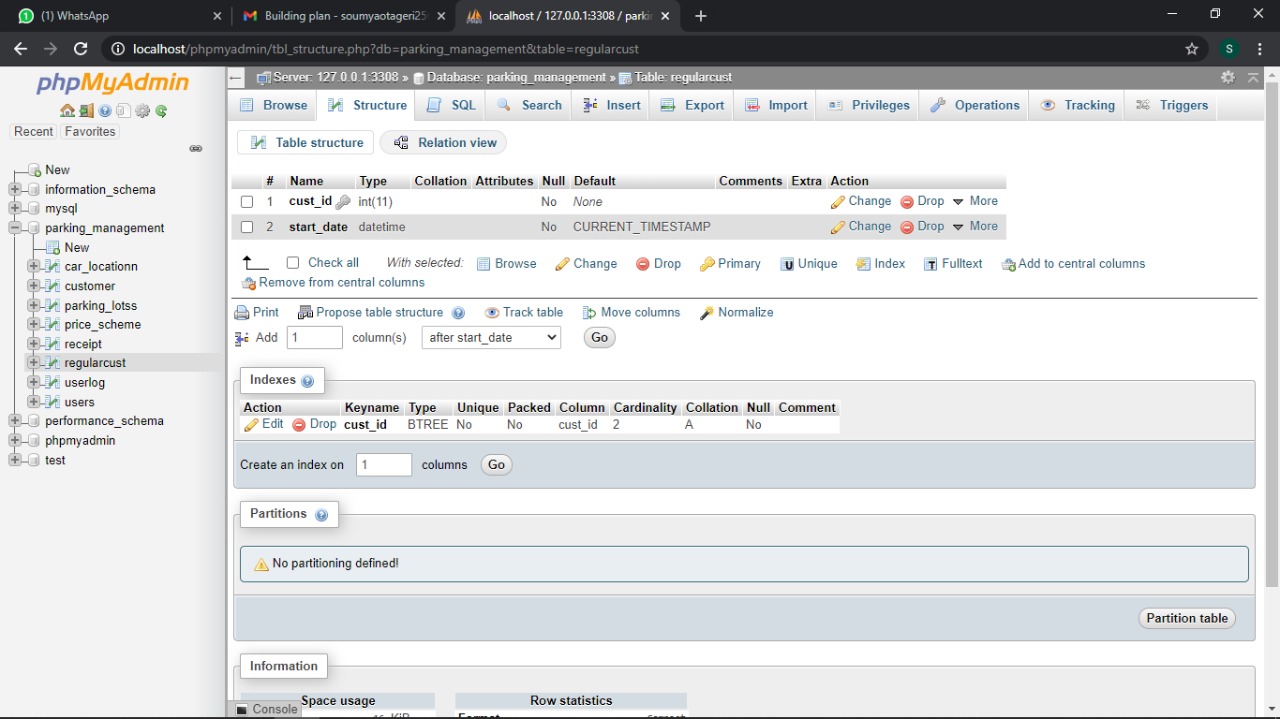 (1) WhatsApp
Building plan - soumyaotageri25
localhost / 127.0.0.1:3308 / parki
localhost/phpmyadmin/tbl_structure.php?db=parking_management&table=regularcust
S
phpMyAdmin
Recent Favorites
New
information_schema
mysql
parking_management
New
car_locationn
customer
parking_lotss
price_scheme
receipt
regularcust
userlog
users
performance_schema
phpmyadmin
test
Server: 127.0.0.1:3308 » Database: parking_management » Table: regularcust
Browse Structure SQL Search Insert Export Import Privileges Operations Tracking Triggers
Table structure Relation view
# Name Type Collation Attributes Null Default Comments Extra Action
1 cust_id int(11) No None Change Drop More
2 start_date datetime No CURRENT_TIMESTAMP Change Drop More
Check all With selected: Browse Change Drop Primary Unique Index Fulltext Add to central columns
Remove from central columns
Print Propose table structure Track table Move columns Normalize
Add 1 column(s) after start_date Go
Indexes
Action Keyname Type Unique Packed Column Cardinality Collation Null Comment
Edit Drop cust_id BTREE No No cust_id 2 A No
Create an index on 1 columns Go
Partitions
No partitioning defined!
Partition table
Information
Space usage Row statistics
Console